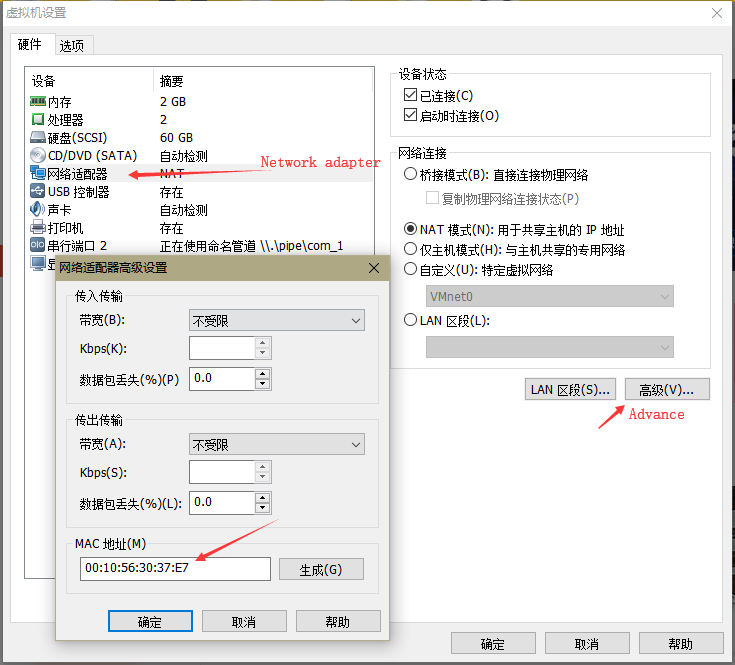 虚拟机设置
硬件 选项
设备 摘要
内存 2 GB
处理器 2
硬盘(SCSI) 60 GB
CD/DVD (SATA) 自动检测
网络适配器 NAT
USB 控制器 存在
声卡 自动检测
打印机 存在
串行端口 2 正在使用命名管道 \\.\pipe\com_1
Network adapter
设备状态
已连接(C)
启动时连接(O)
网络连接
桥接模式(B): 直接连接物理网络
复制物理网络连接状态(P)
NAT 模式(N): 用于共享主机的 IP 地址
仅主机模式(H): 与主机共享的专用网络
自定义(U): 特定虚拟网络
VMnet0
LAN 区段(L):
LAN 区段(S)... 高级(V)...
Advance
网络适配器高级设置
传入传输
带宽(B): 不受限
Kbps(K):
数据包丢失(%)(P) 0.0
传出传输
带宽(A): 不受限
Kbps(S):
数据包丢失(%)(L): 0.0
MAC 地址(M)
00:10:56:30:37:E7 生成(G)
确定 取消 帮助
确定 取消 帮助